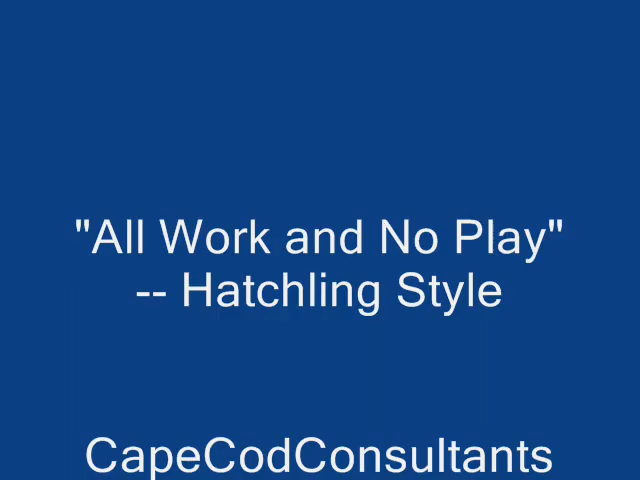 "All Work and No Play"
-- Hatchling Style
CapeCodConsultants